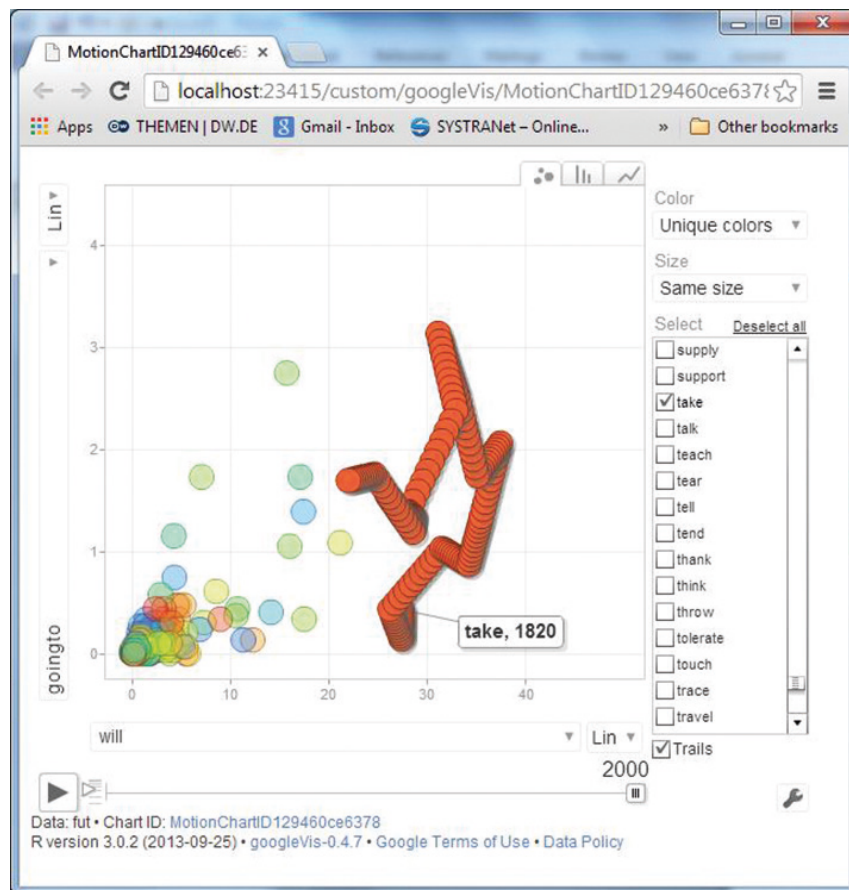 MotionChartID129460ce6
localhost:23415/custom/googleVis/MotionChartID129460ce6378
Apps THEMEN | DW.DE Gmail - Inbox SYSTRANet – Online... » Other bookmarks
Color
Unique colors
Size
Same size
Select Deselect all
supply
support
take
talk
teach
tear
tell
tend
thank
think
throw
tolerate
touch
trace
travel
Trails
Lin
goingto
4
3
2
1
0
take, 1820
0 10 20 30 40
will Lin
2000
Data: fut • Chart ID: MotionChartID129460ce6378
R version 3.0.2 (2013-09-25) • googleVis-0.4.7 • Google Terms of Use • Data Policy